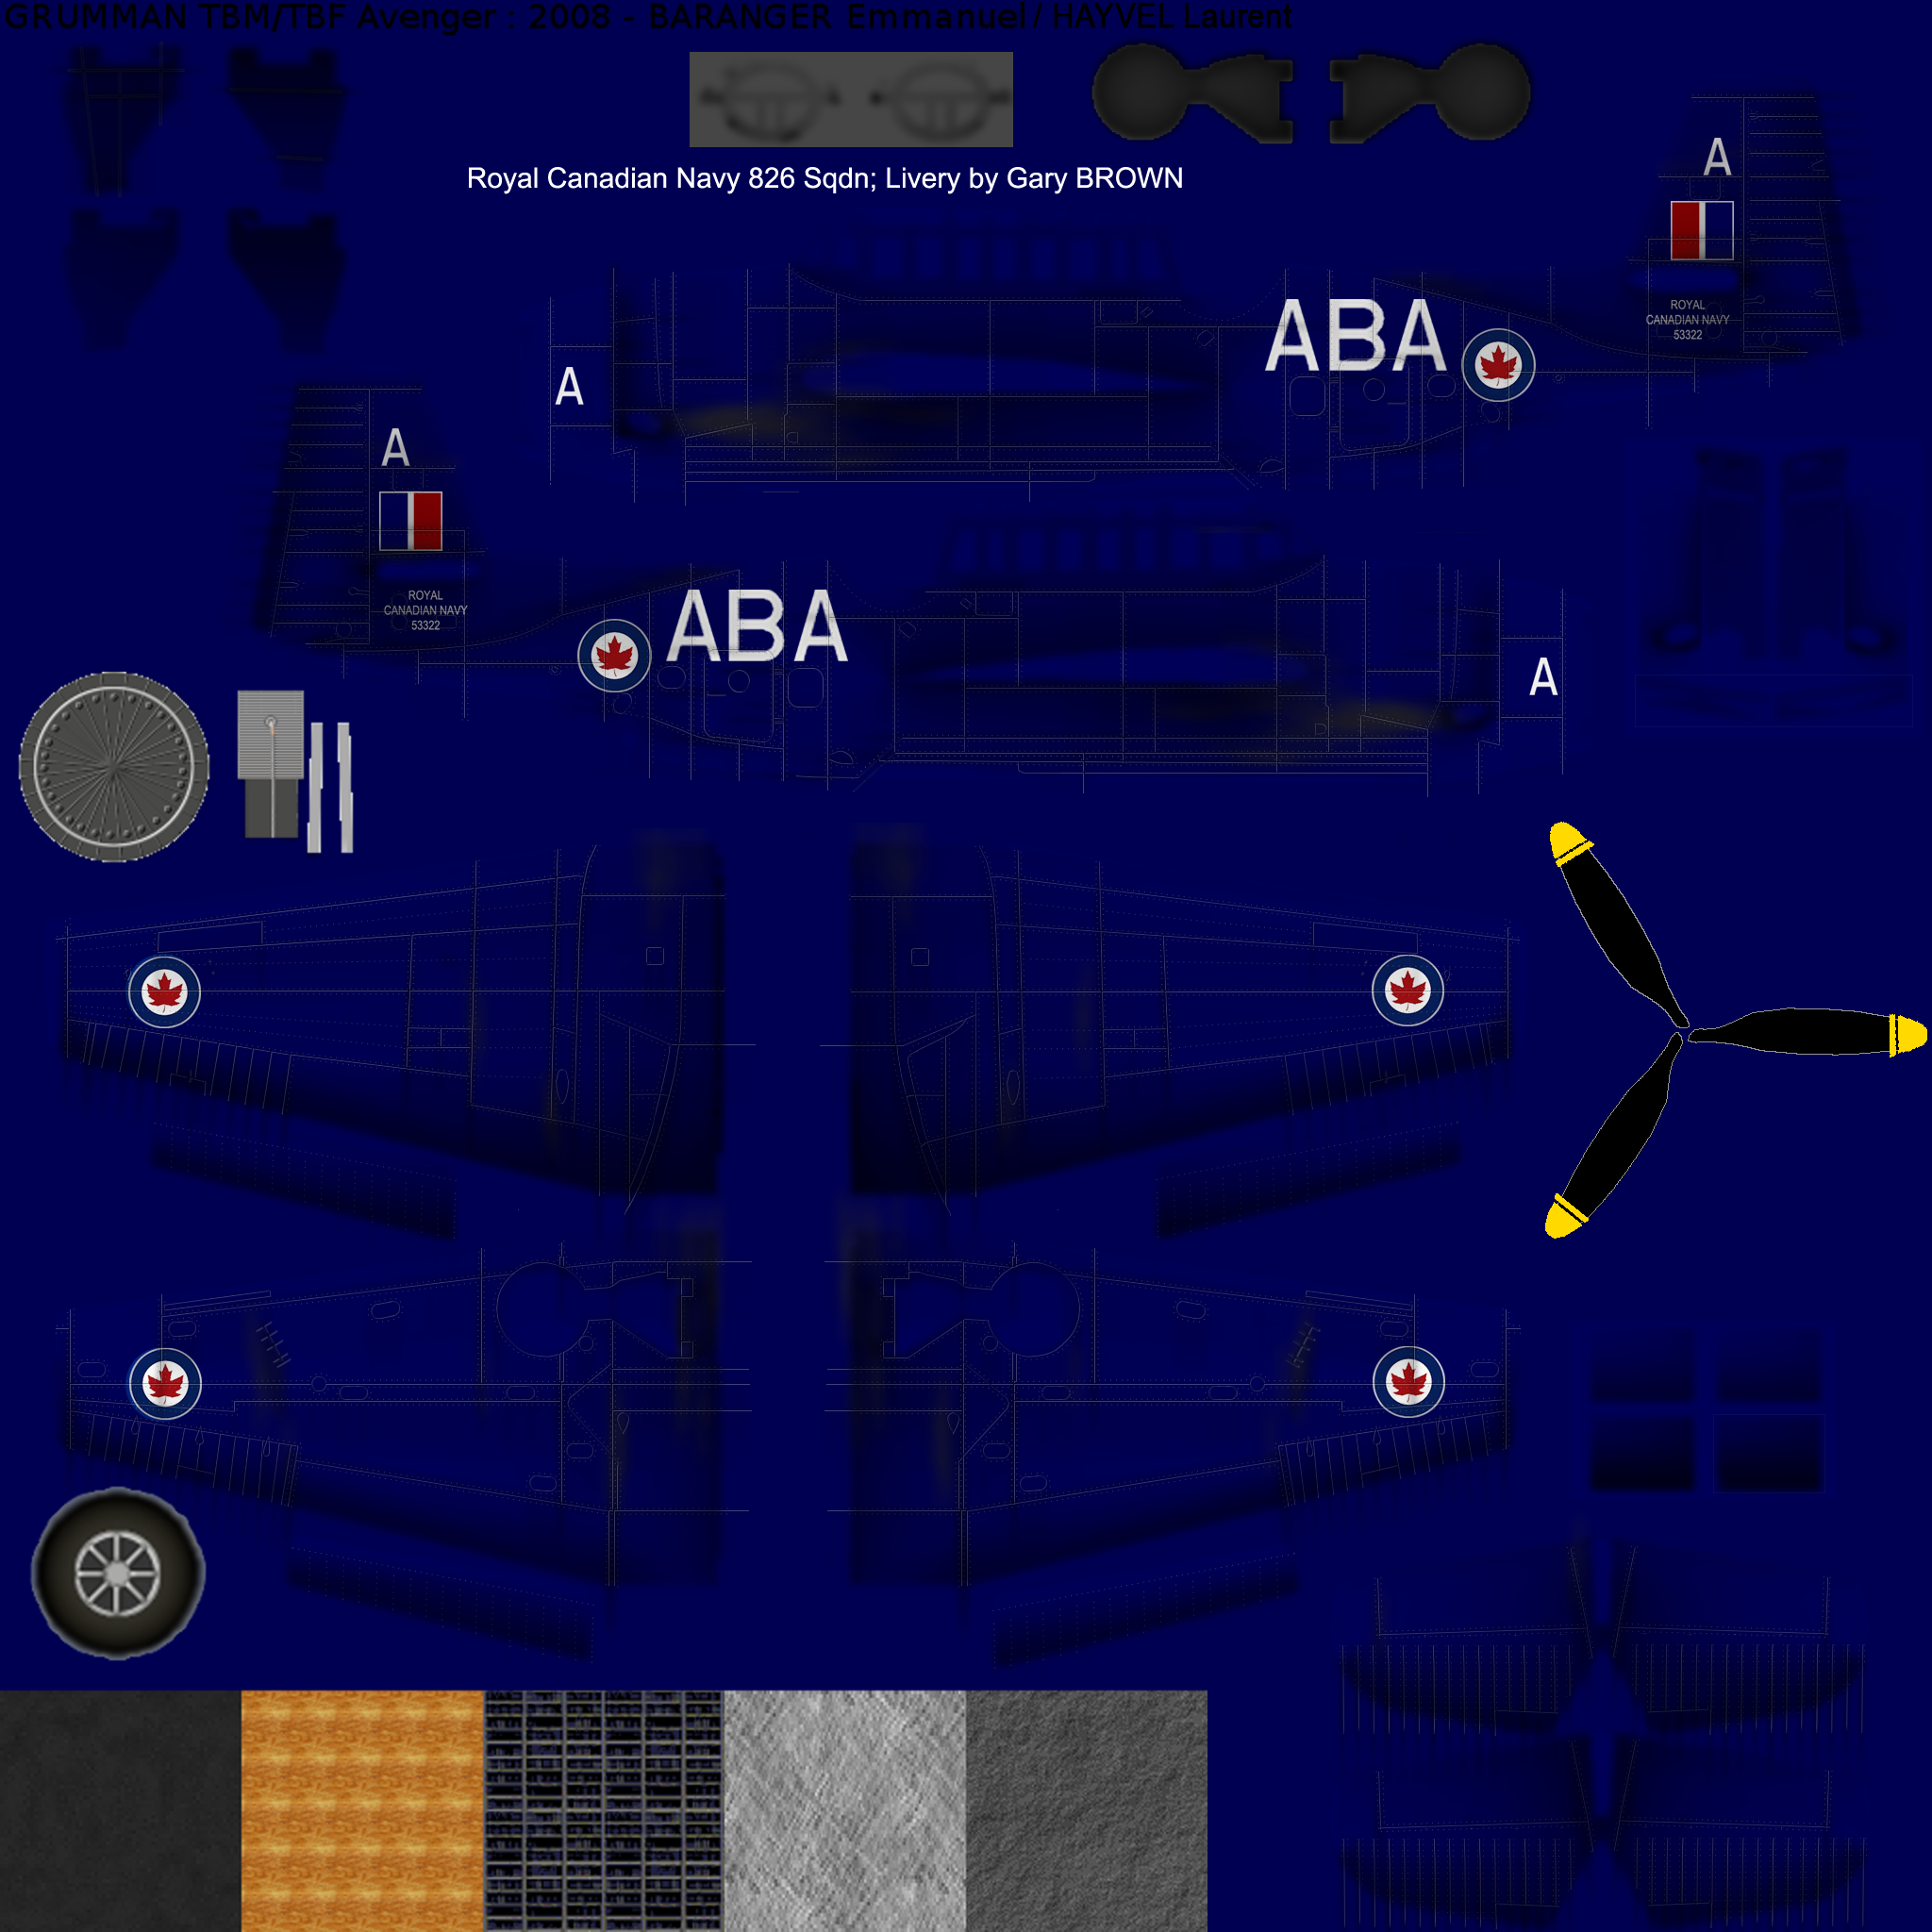 GRUMMAN TBM/TBF Avenger : 2008 - BARANGER Emmanuel / HAYVEL Laurent
Royal Canadian Navy 826 Sqdn; Livery by Gary BROWN
A
ROYAL
CANADIAN NAVY
53322
ABA
A
A
ROYAL
CANADIAN NAVY
53322
ABA
A